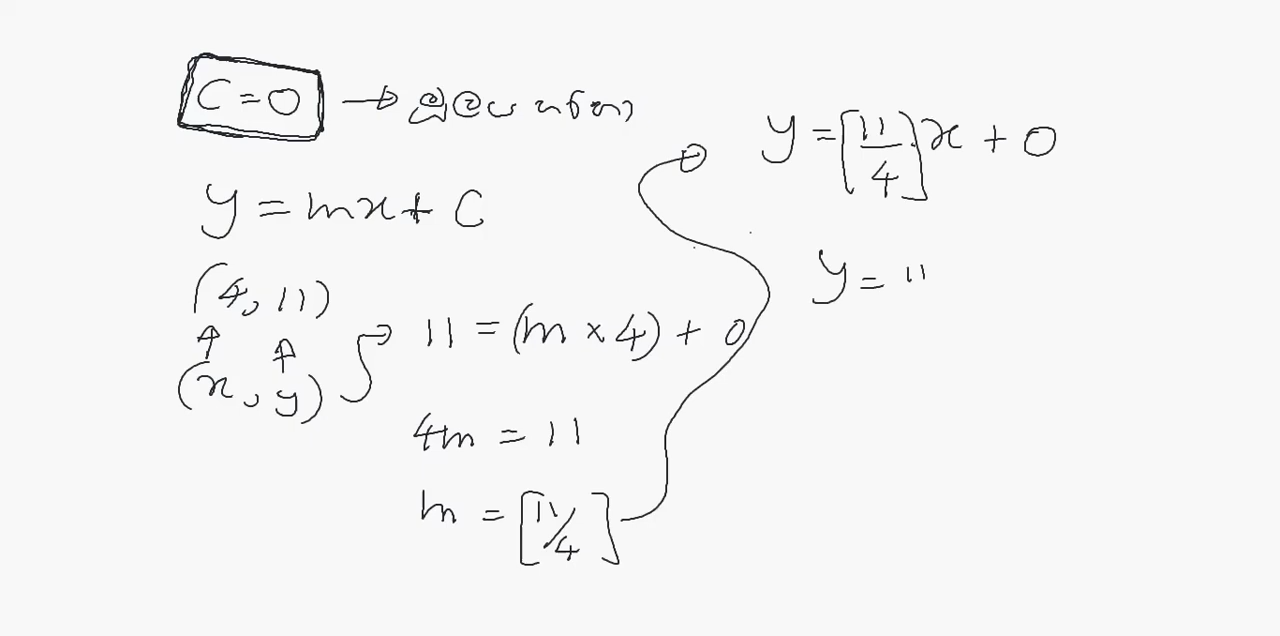 C = 0 →
y = mx + C
(4, 11)
(x, y)
11 = (m × 4) + 0
4m = 11
m = [11/4]
y = [11/4] x + 0
y = 11